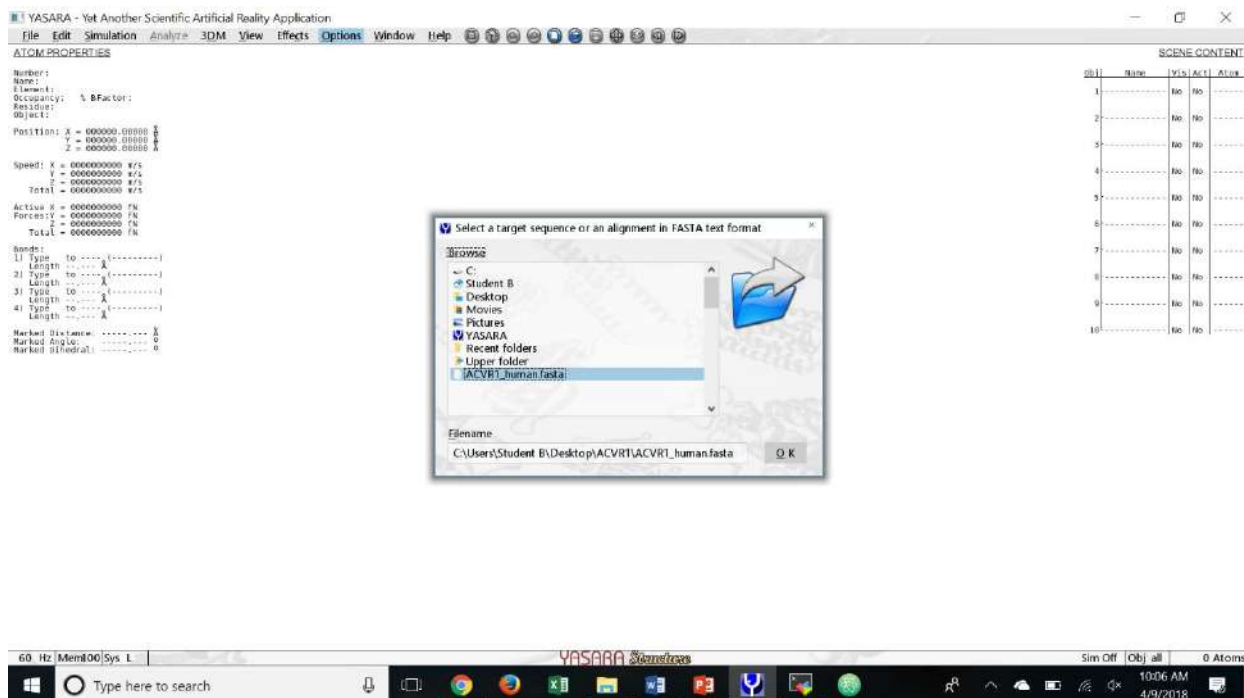 YASARA - Yet Another Scientific Artificial Reality Application
File Edit Simulation Analyze 3DM View Effects Options Window Help
ATOM PROPERTIES
Number:
Name:
Element:
Occupancy: % BFactor:
Residue:
Object:
Position: X = 000000.00000 Å
Y = 000000.00000 Å
Z = 000000.00000 Å
Speed: X = 0000000000 m/s
Y = 0000000000 m/s
Z = 0000000000 m/s
Total = 0000000000 m/s
Active X = 0000000000 fN
Forces:Y = 0000000000 fN
Z = 0000000000 fN
Total = 0000000000 fN
Bonds:
1) Type to ----,(---------)
Length --,--- Å
2) Type to ----,(---------)
Length --,--- Å
3) Type to ----,(---------)
Length --,--- Å
4) Type to ----,(---------)
Length --,--- Å
Marked Distance: -----.--- Å
Marked Angle: -----.--- º
Marked Dihedral: -----.--- º
Select a target sequence or an alignment in FASTA text format
Browse
C:
Student B
Desktop
Movies
Pictures
YASARA
Recent folders
Upper folder
ACVR1_human.fasta
Filename
C:\Users\Student B\Desktop\ACVR1\ACVR1_human.fasta
O K
SCENE CONTENT
Obj Name Vis Act Atom
1 No No
2 No No
3 No No
4 No No
5 No No
6 No No
7 No No
8 No No
9 No No
10 No No
60 Hz Mem100 Sys L
YASARA Structure
Sim Off Obj all 0 Atoms
Type here to search
10:06 AM
4/9/2018